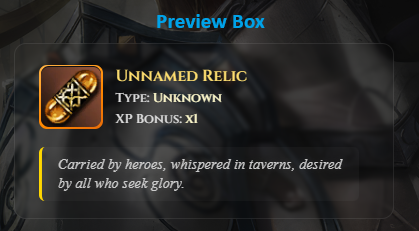 Preview Box
Unnamed Relic
Type: Unknown
XP Bonus: x1
Carried by heroes, whispered in taverns, desired
by all who seek glory.